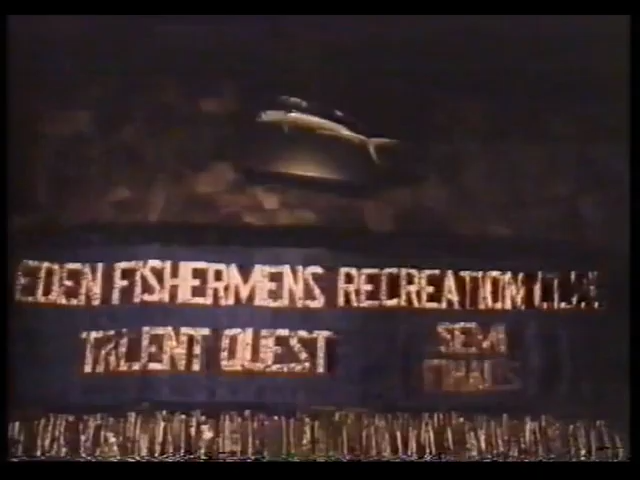 EDEN FISHERMENS RECREATION CLUB
TALENT QUEST
SEMI
FINALS